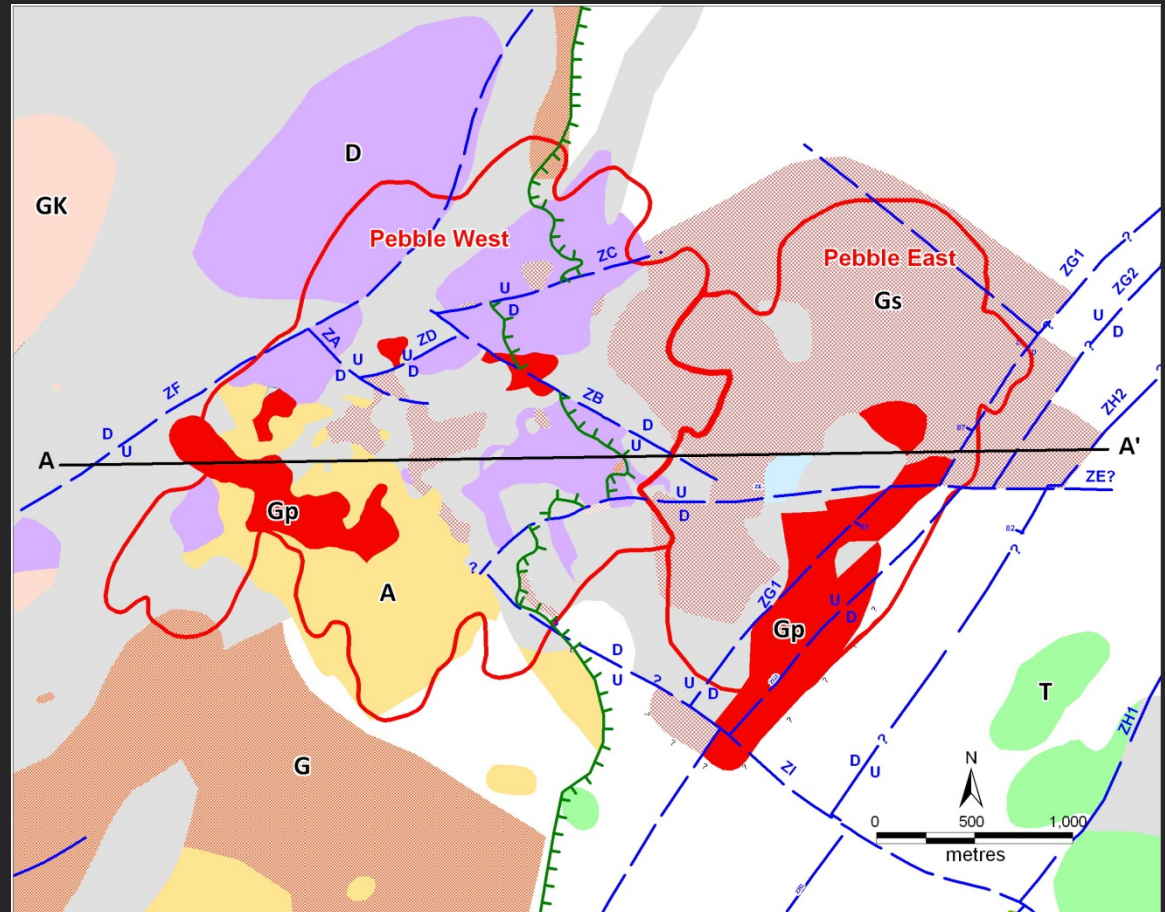 D
GK
Pebble West
ZC
Pebble East
Gs
ZG1
?
ZG2
?
U
D
U
D
ZA
U
D
ZD
U
D
?
?
ZF
ZB
D
U
D
U
87
ZH2
?
A
A'
U
D
ZE?
Gp
82
?
?
A
ZG1
U
D
Gp
?
D
U
?
U
D
?
?
?
?
?
T
ZH1
G
ZI
D
U
?
N
0 500 1,000
metres